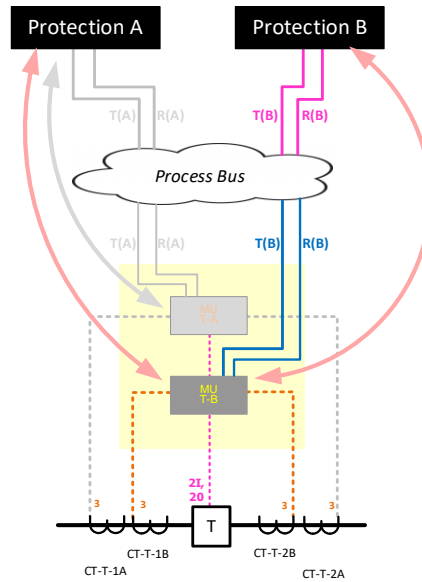 Protection A
Protection B
T(A)
R(A)
T(B)
R(B)
Process Bus
T(A)
R(A)
T(B)
R(B)
MU
T-A
MU
T-B
2I,
20
3
3
3
3
T
CT-T-1B
CT-T-2B
CT-T-1A
CT-T-2A